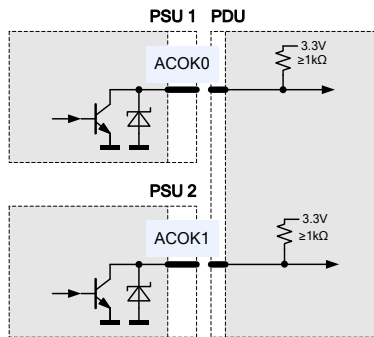 PSU 1 PDU
ACOK0
3.3V
≥1kΩ
PSU 2
ACOK1
3.3V
≥1kΩ